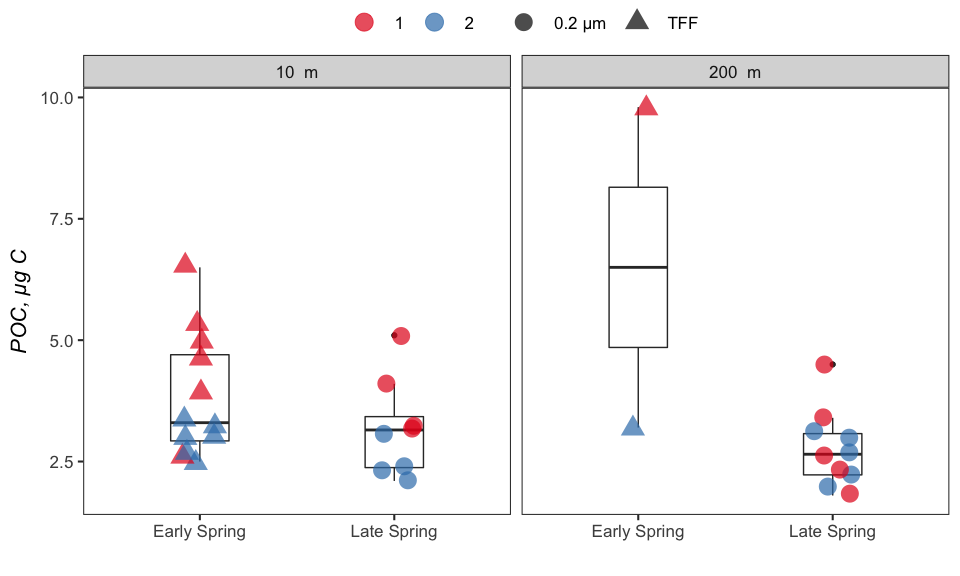 1 2 0.2 µm TFF
10 m 200 m
10.0
7.5
5.0
2.5
POC, µg C
Early Spring Late Spring Early Spring Late Spring